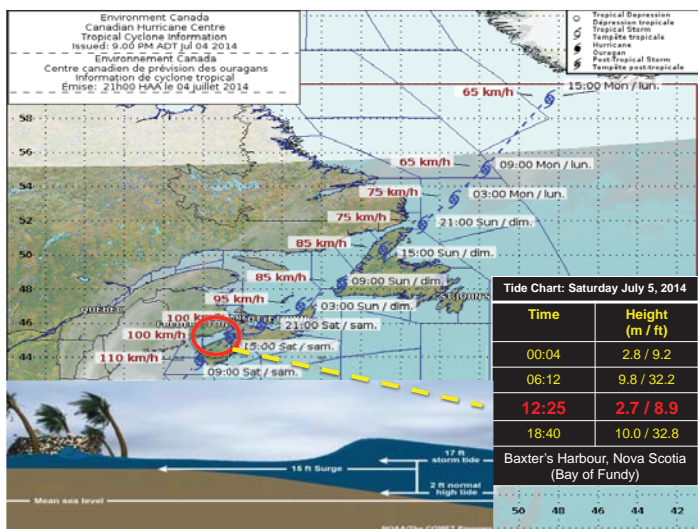 Environment Canada
Canadian Hurricane Centre
Tropical Cyclone Information
Issued: 9.00 PM ADT Jul 04 2014
Environnement Canada
Centre canadien de prévision des ouragans
Information de cyclone tropical
Émise: 21h00 HAA le 04 juillet 2014
Tropical Depression
Dépression tropicale
Tropical Storm
Tempête tropicale
Hurricane
Ouragan
Post-Tropical Storm
Tempête post-tropicale
65 km/h
15:00 Mon / lun.
58
56
65 km/h
09:00 Mon / lun.
54
75 km/h
03:00 Mon / lun.
52
75 km/h
21:00 Sun / dim.
50
85 km/h
15:00 Sun / dim.
48
85 km/h
09:00 Sun / dim.
ST-JOHN'S
95 km/h
03:00 Sun / dim.
QUEBEC
46
100 km/h
21:00 Sat / sam.
100 km/h
15:00 Sat / sam.
44
110 km/h
09:00 Sat / sam.
Tide Chart: Saturday July 5, 2014
Time Height
(m / ft)
00:04 2.8 / 9.2
06:12 9.8 / 32.2
12:25 2.7 / 8.9
18:40 10.0 / 32.8
Baxter's Harbour, Nova Scotia
(Bay of Fundy)
50 48 46 44 42
17 ft
storm tide
15 ft Surge
2 ft normal
high tide
Mean sea level
NOAA/The COMET Program